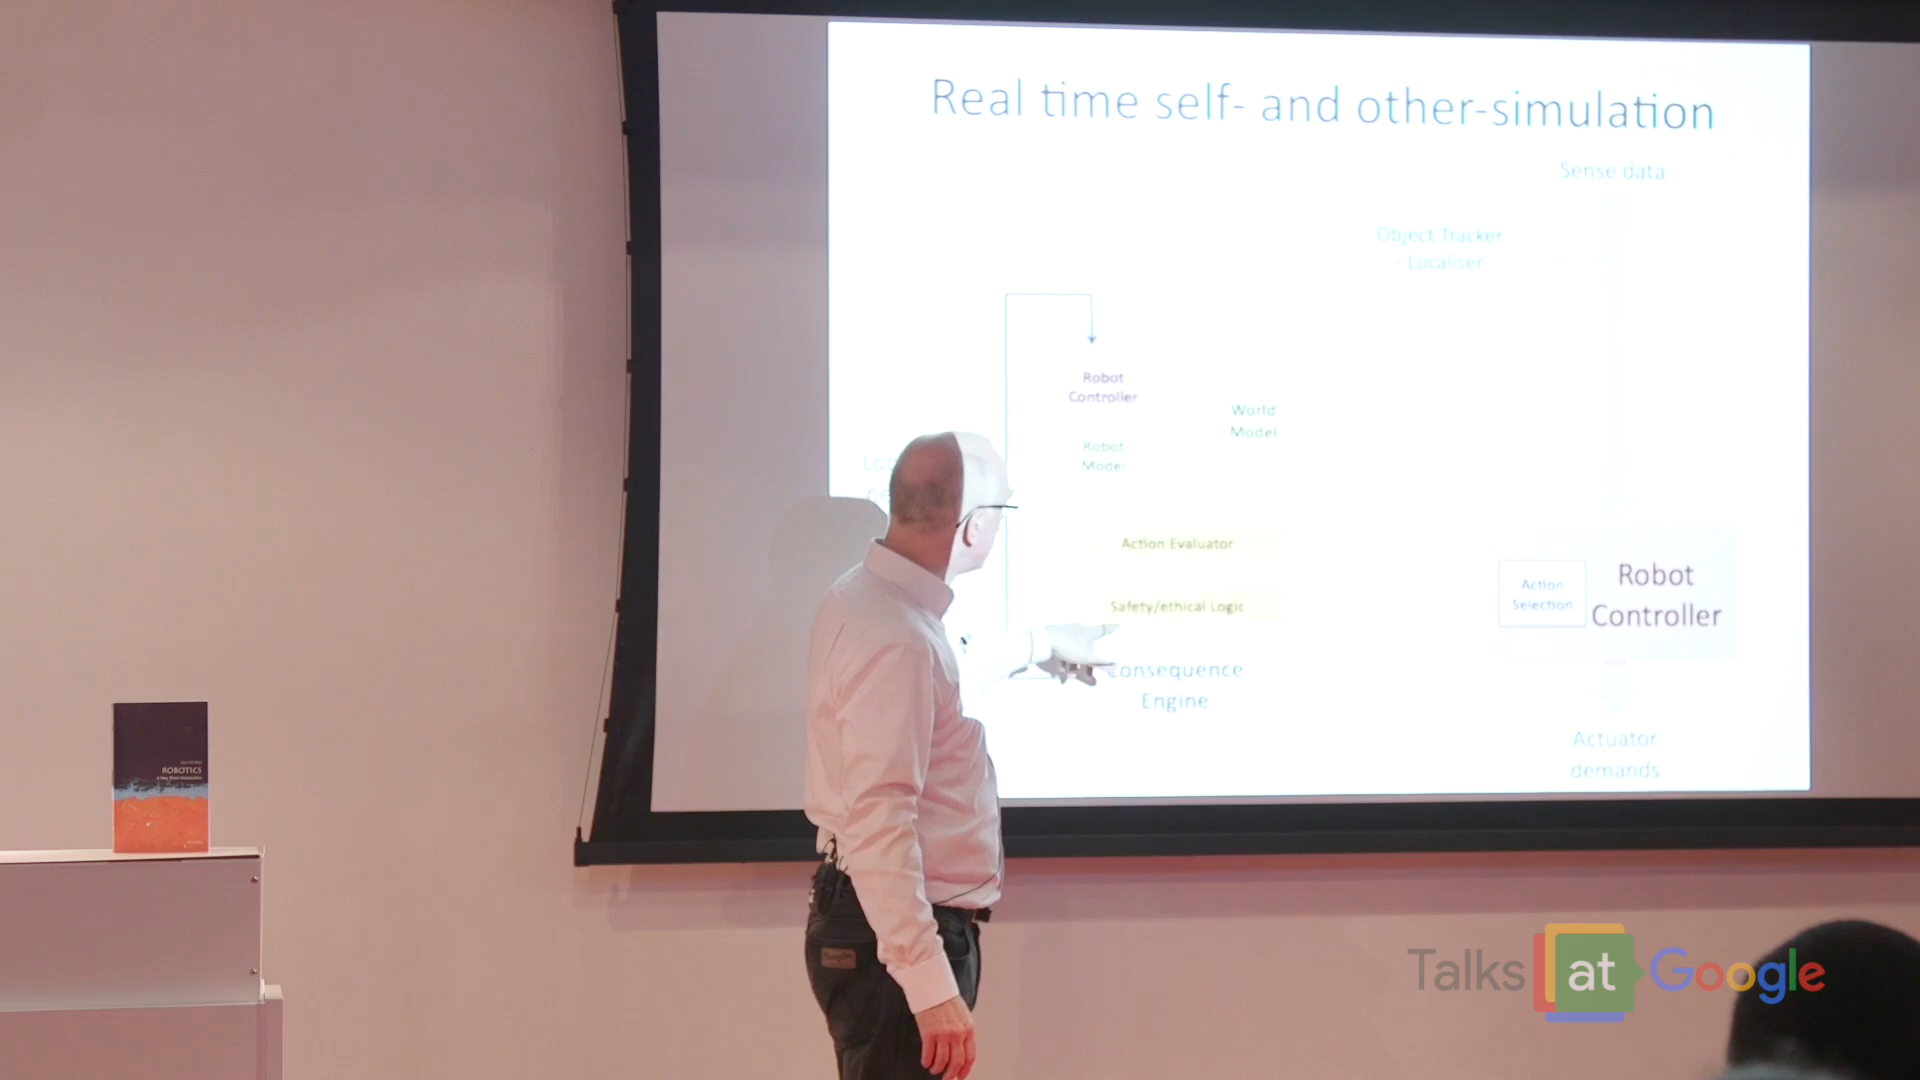 Real time self- and other-simulation
Sense data
Object Tracker
- Localiser
Robot
Controller
World
Model
Robot
Model
Action Evaluator
Safety/ethical Logic
Consequence
Engine
Action
Selection
Robot
Controller
Actuator
demands
ROBOTICS
Talks at Google